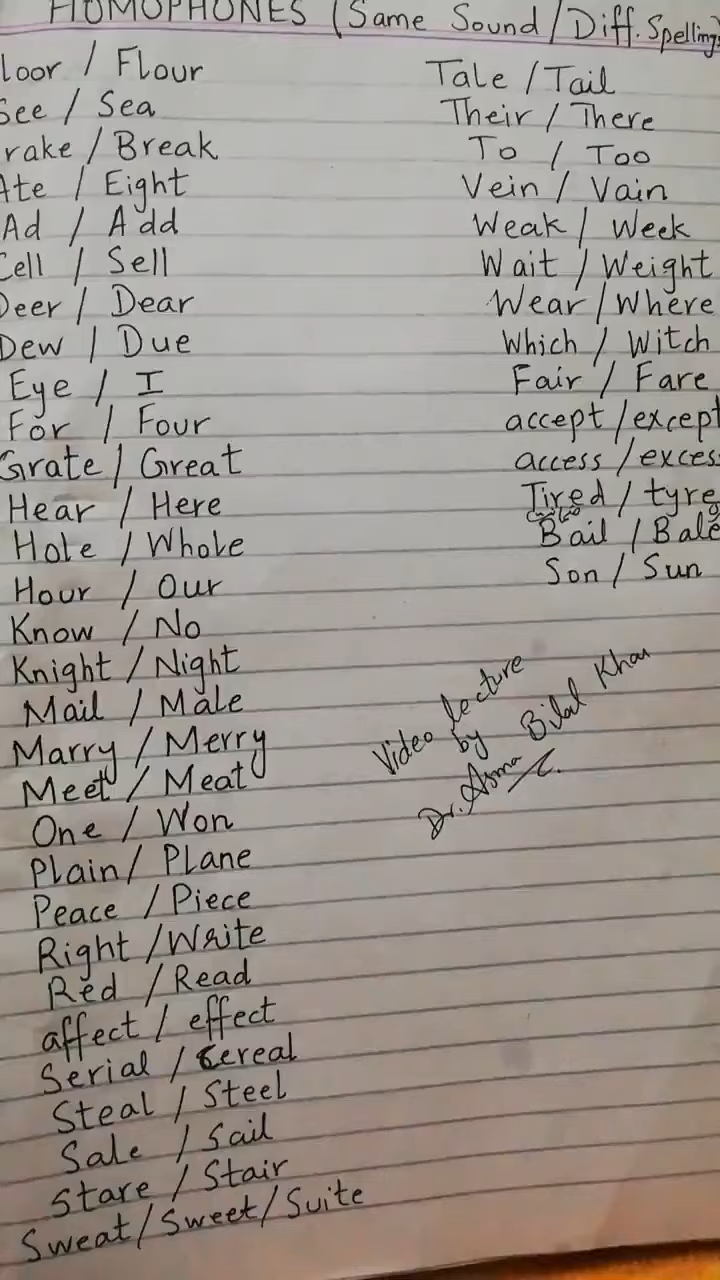 HOMOPHONES (Same Sound/Diff. Spelling)
loor / Flour
See / Sea
rake / Break
Ate / Eight
Ad / Add
Cell / Sell
Deer / Dear
Dew / Due
Eye / I
For / Four
Grate / Great
Hear / Here
Hole / Whole
Hour / Our
Know / No
Knight / Night
Mail / Male
Marry / Merry
Meet / Meat
One / Won
Plain / Plane
Peace / Piece
Right / Write
Red / Read
affect / effect
Serial / Cereal
Steal / Steel
Sale / Sail
Stare / Stair
Sweat/Sweet/Suite
Tale / Tail
Their / There
To / Too
Vein / Vain
Weak / Week
Wait / Weight
Wear / Where
Which / Witch
Fair / Fare
accept / except
access / exces
Tired / tyre
Bail / Bale
Son / Sun
Video lecture
by
Dr. Asma Bilal Khan